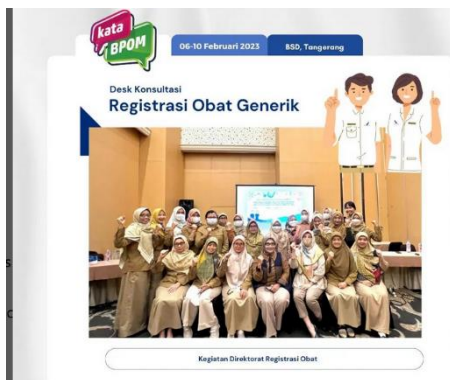 kata
BPOM
06-10 Februari 2023
BSD, Tangerang
Desk Konsultasi
Registrasi Obat Generik
Kegiatan Direktorat Registrasi Obat